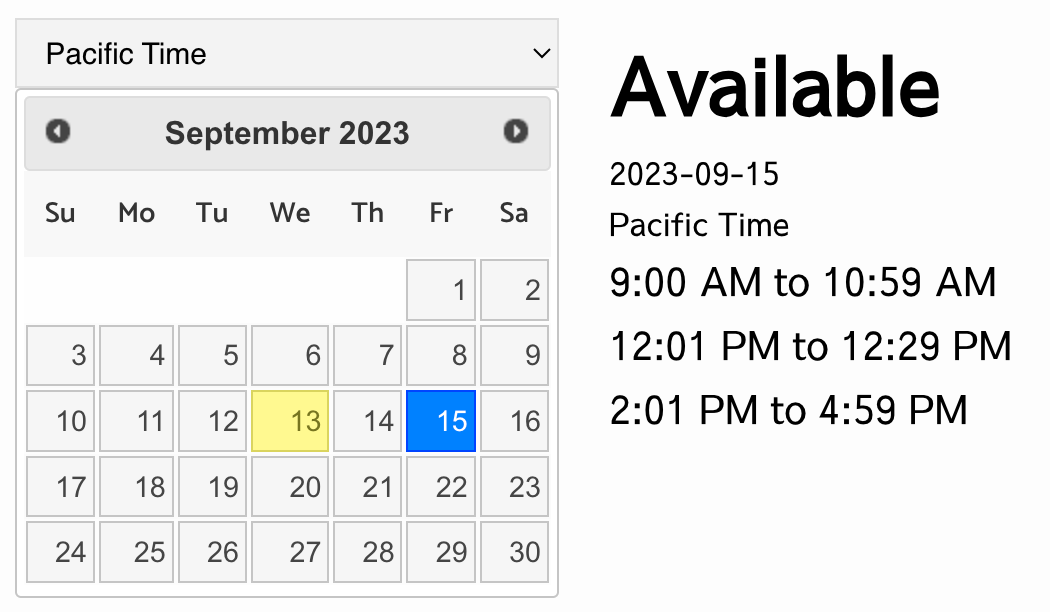 Pacific Time
September 2023
Su Mo Tu We Th Fr Sa
1 2
3 4 5 6 7 8 9
10 11 12 13 14 15 16
17 18 19 20 21 22 23
24 25 26 27 28 29 30
Available
2023-09-15
Pacific Time
9:00 AM to 10:59 AM
12:01 PM to 12:29 PM
2:01 PM to 4:59 PM